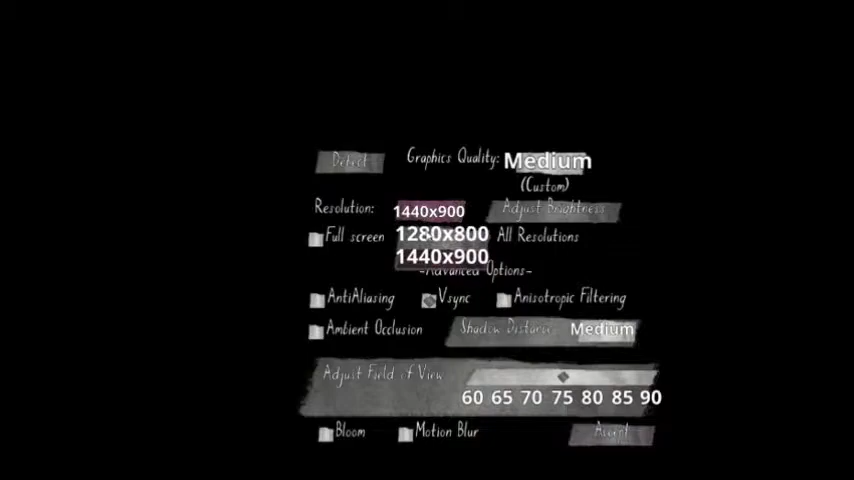 Detect Graphics Quality: Medium
(Custom)
Resolution: 1440x900 Adjust Brightness
Full screen 1280x800 All Resolutions
1440x900
-Advanced Options-
AntiAliasing Vsync Anisotropic Filtering
Ambient Occlusion Shadow Distance Medium
Adjust Field of View
60 65 70 75 80 85 90
Bloom Motion Blur Accept